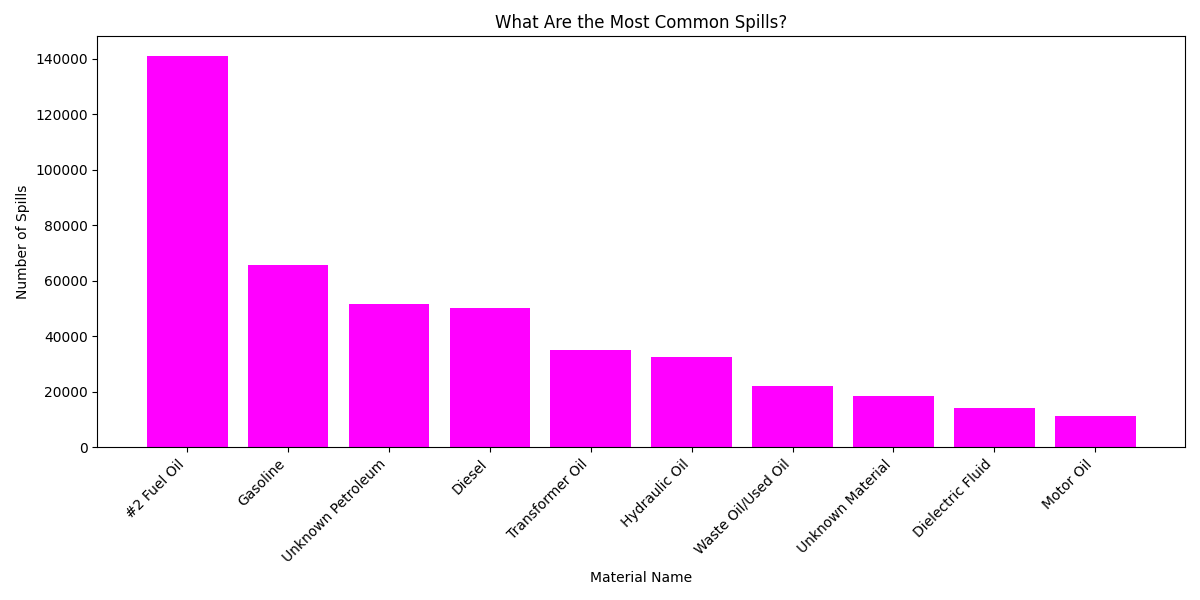 What Are the Most Common Spills?
Number of Spills
140000
120000
100000
80000
60000
40000
20000
0
#2 Fuel Oil
Gasoline
Unknown Petroleum
Diesel
Transformer Oil
Hydraulic Oil
Waste Oil/Used Oil
Unknown Material
Dielectric Fluid
Motor Oil
Material Name